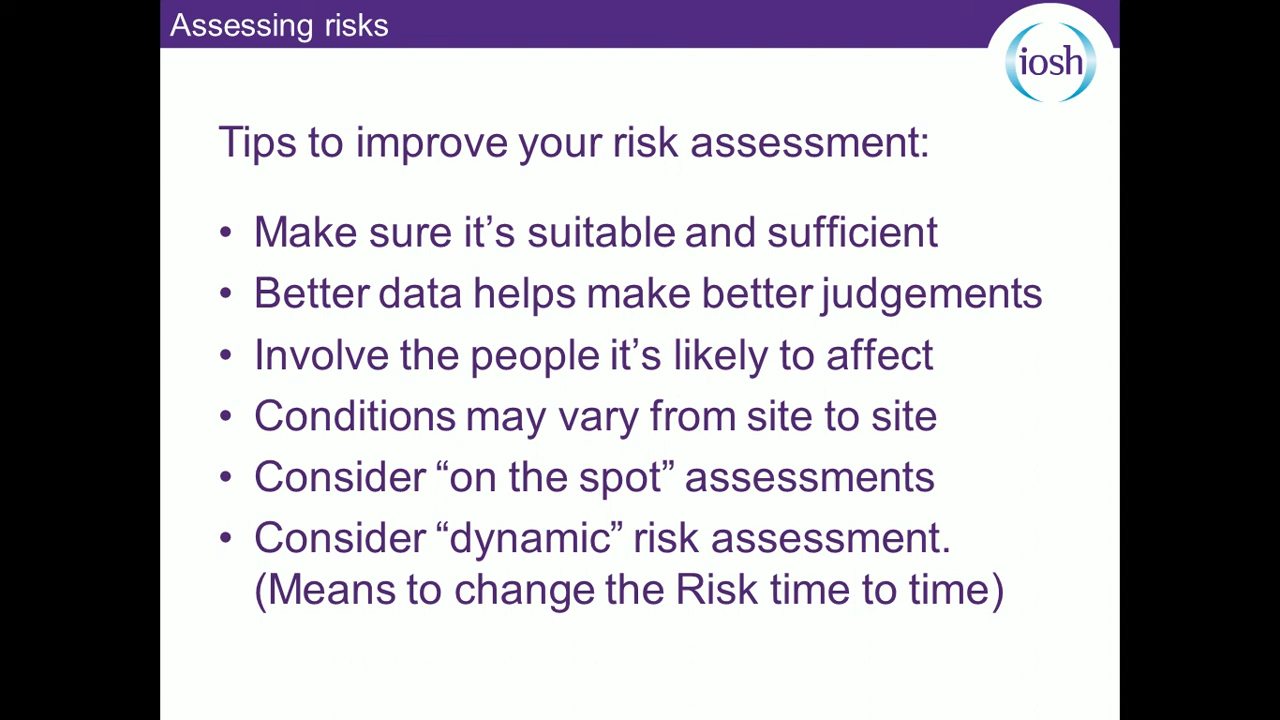 Assessing risks
iosh
Tips to improve your risk assessment:
• Make sure it’s suitable and sufficient
• Better data helps make better judgements
• Involve the people it’s likely to affect
• Conditions may vary from site to site
• Consider “on the spot” assessments
• Consider “dynamic” risk assessment.
(Means to change the Risk time to time)